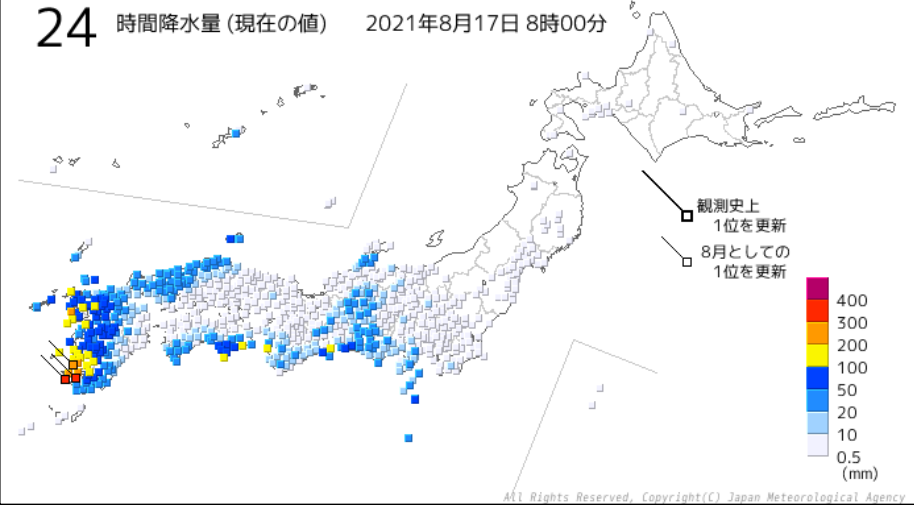 24 時間降水量 (現在の値) 2021年8月17日 8時00分
観測史上
1位を更新
8月としての
1位を更新
400
300
200
100
50
20
10
0.5
(mm)
All Rights Reserved, Copyright(C) Japan Meteorological Agency